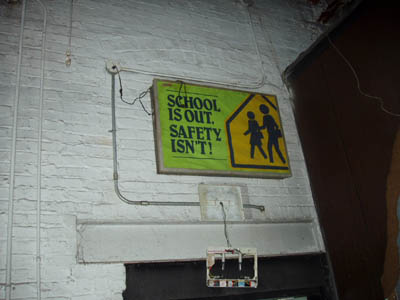 SCHOOL
IS OUT.
SAFETY
ISN'T!